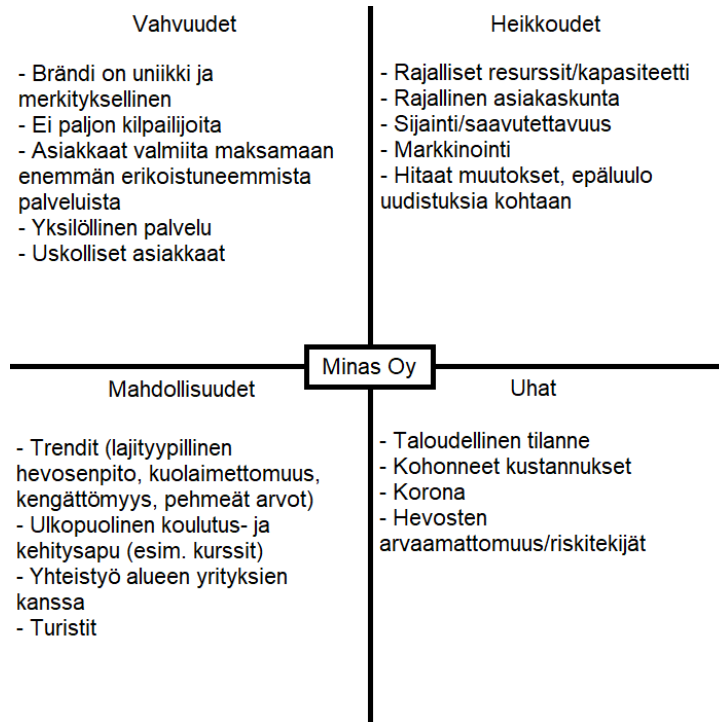 Vahvuudet
- Brändi on uniikki ja
merkityksellinen
- Ei paljon kilpailijoita
- Asiakkaat valmiita maksamaan
enemmän erikoistuneemmista
palveluista
- Yksilöllinen palvelu
- Uskolliset asiakkaat
Heikkoudet
- Rajalliset resurssit/kapasiteetti
- Rajallinen asiakaskunta
- Sijainti/saavutettavuus
- Markkinointi
- Hitaat muutokset, epäluulo
uudistuksia kohtaan
Minas Oy
Mahdollisuudet
- Trendit (lajityypillinen
hevosenpito, kuolaimettomuus,
kengättömyys, pehmeät arvot)
- Ulkopuolinen koulutus- ja
kehitysapu (esim. kurssit)
- Yhteistyö alueen yrityksien
kanssa
- Turistit
Uhat
- Taloudellinen tilanne
- Kohonneet kustannukset
- Korona
- Hevosten
arvaamattomuus/riskitekijät